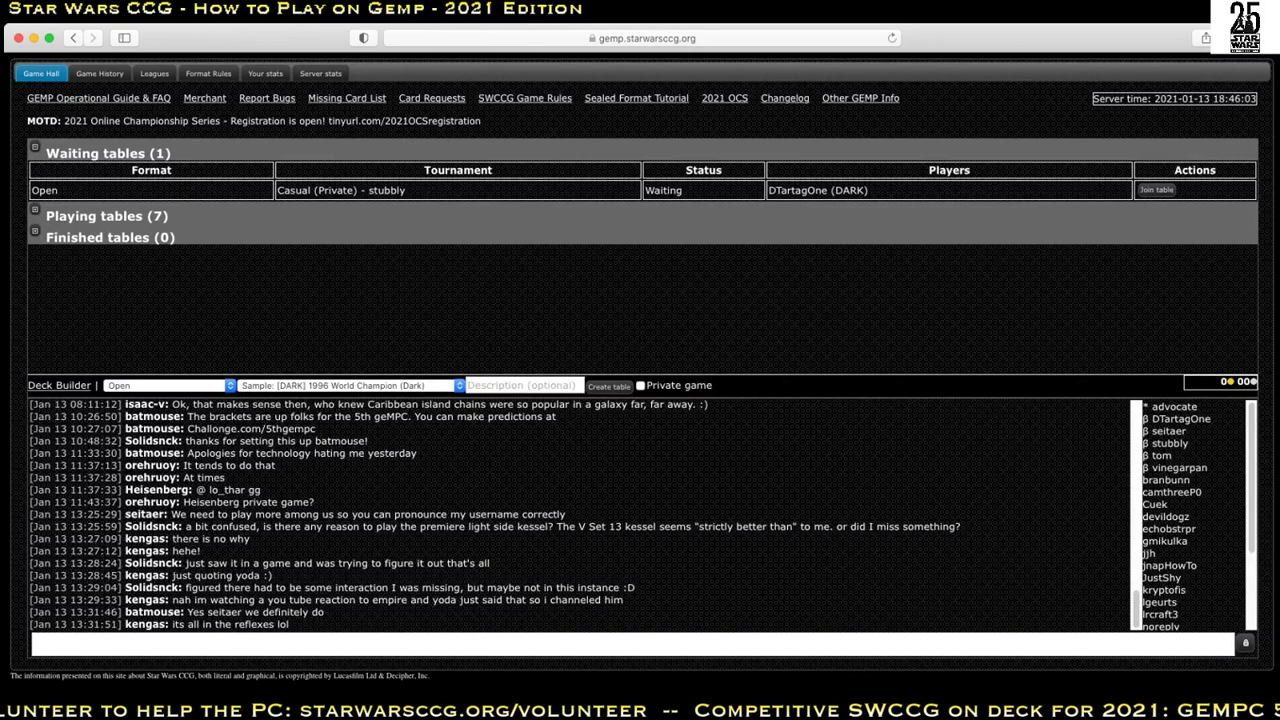 Star Wars CCG - How to Play on Gemp - 2021 Edition
25
STAR WARS
gemp.starwarsccg.org
Game Hall Game History Leagues Format Rules Your stats Server stats
GEMP Operational Guide & FAQ Merchant Report Bugs Missing Card List Card Requests SWCCG Game Rules Sealed Format Tutorial 2021 OCS Changelog Other GEMP Info Server time: 2021-01-13 18:46:03
MOTD: 2021 Online Championship Series - Registration is open! tinyurl.com/2021OCSregistration
Waiting tables (1)
Format Tournament Status Players Actions
Open Casual (Private) - stubbly Waiting DTartagOne (DARK) Join table
Playing tables (7)
Finished tables (0)
Deck Builder | Open Sample: [DARK] 1996 World Champion (Dark) Description (optional) Create table Private game 0 00
[Jan 13 08:11:12] isaac-v: Ok, that makes sense then, who knew Caribbean island chains were so popular in a galaxy far, far away. :)
[Jan 13 10:26:50] batmouse: The brackets are up folks for the 5th geMPC. You can make predictions at
[Jan 13 10:27:07] batmouse: Challonge.com/5thgempc
[Jan 13 10:48:32] Solidsnck: thanks for setting this up batmouse!
[Jan 13 11:33:30] batmouse: Apologies for technology hating me yesterday
[Jan 13 11:37:13] orehruoy: It tends to do that
[Jan 13 11:37:28] orehruoy: At times
[Jan 13 11:37:33] Heisenberg: @ lo_thar gg
[Jan 13 11:43:37] orehruoy: Heisenberg private game?
[Jan 13 13:25:29] seitaer: We need to play more among us so you can pronounce my username correctly
[Jan 13 13:25:59] Solidsnck: a bit confused, is there any reason to play the premiere light side kessel? The V Set 13 kessel seems "strictly better than" to me. or did I miss something?
[Jan 13 13:27:09] kengas: there is no why
[Jan 13 13:27:12] kengas: hehe!
[Jan 13 13:28:24] Solidsnck: just saw it in a game and was trying to figure it out that's all
[Jan 13 13:28:45] kengas: just quoting yoda :)
[Jan 13 13:29:04] Solidsnck: figured there had to be some interaction I was missing, but maybe not in this instance :D
[Jan 13 13:29:33] kengas: nah im watching a you tube reaction to empire and yoda just said that so i channeled him
[Jan 13 13:31:46] batmouse: Yes seitaer we definitely do
[Jan 13 13:31:51] kengas: its all in the reflexes lol
* advocate
β DTartagOne
β seitaer
β stubbly
β tom
β vinegarpan
branbunn
camthreeP0
Cuek
devildogz
echobstrpr
gmikulka
jjh
jnapHowTo
JustShy
kryptofis
lgeurts
lrcraft3
noreply
The information presented on this site about Star Wars CCG, both literal and graphical, is copyrighted by Lucasfilm Ltd & Decipher, Inc.
lunteer to help the PC: starwarsccg.org/volunteer -- Competitive SWCCG on deck for 2021: GEMPC 5